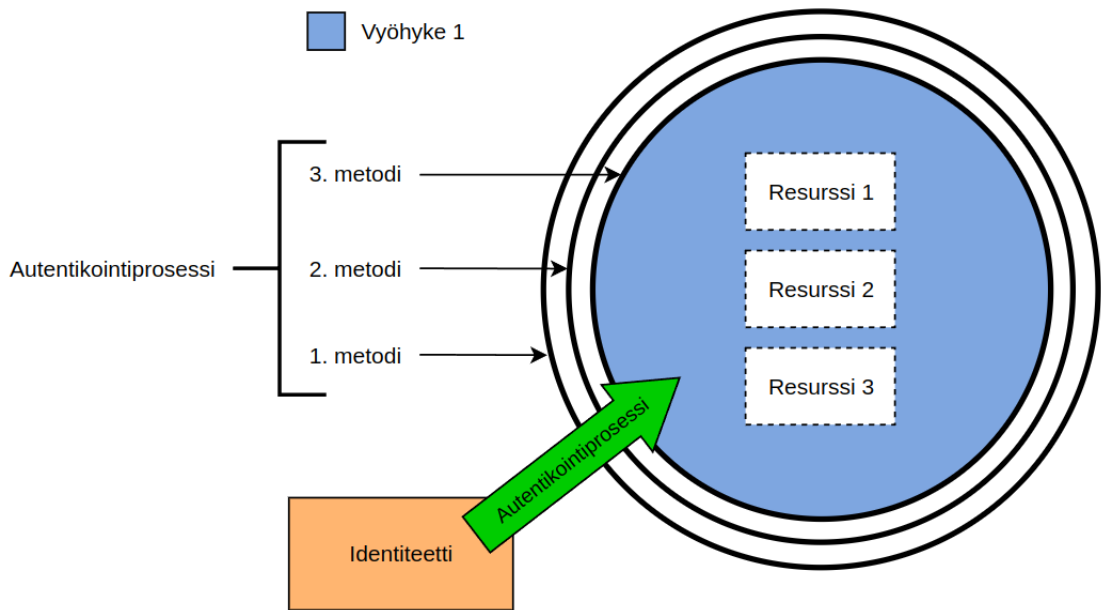 Vyöhyke 1
3. metodi
Resurssi 1
Autentikointiprosessi
2. metodi
Resurssi 2
1. metodi
Resurssi 3
Autentikointiprosessi
Identiteetti